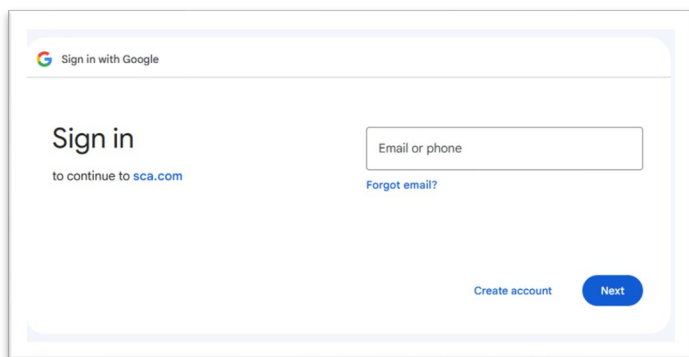 Sign in with Google
Sign in
to continue to sca.com
Email or phone
Forgot email?
Create account
Next